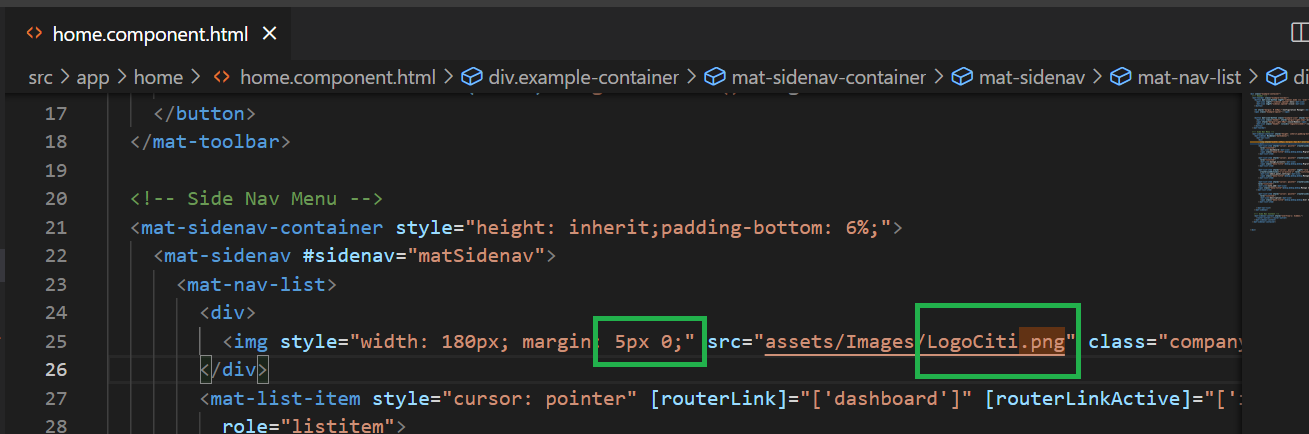 home.component.html
src > app > home > home.component.html > div.example-container > mat-sidenav-container > mat-sidenav > mat-nav-list >
17 </button>
18 </mat-toolbar>
19
20 <!-- Side Nav Menu -->
21 <mat-sidenav-container style="height: inherit;padding-bottom: 6%;">
22 <mat-sidenav #sidenav="matSidenav">
23 <mat-nav-list>
24 <div>
25 <img style="width: 180px; margin: 5px 0;" src="assets/Images/LogoCiti.png" class="company
26 </div>
27 <mat-list-item style="cursor: pointer" [routerLink]="['dashboard']" [routerLinkActive]="['
28 role="listitem">